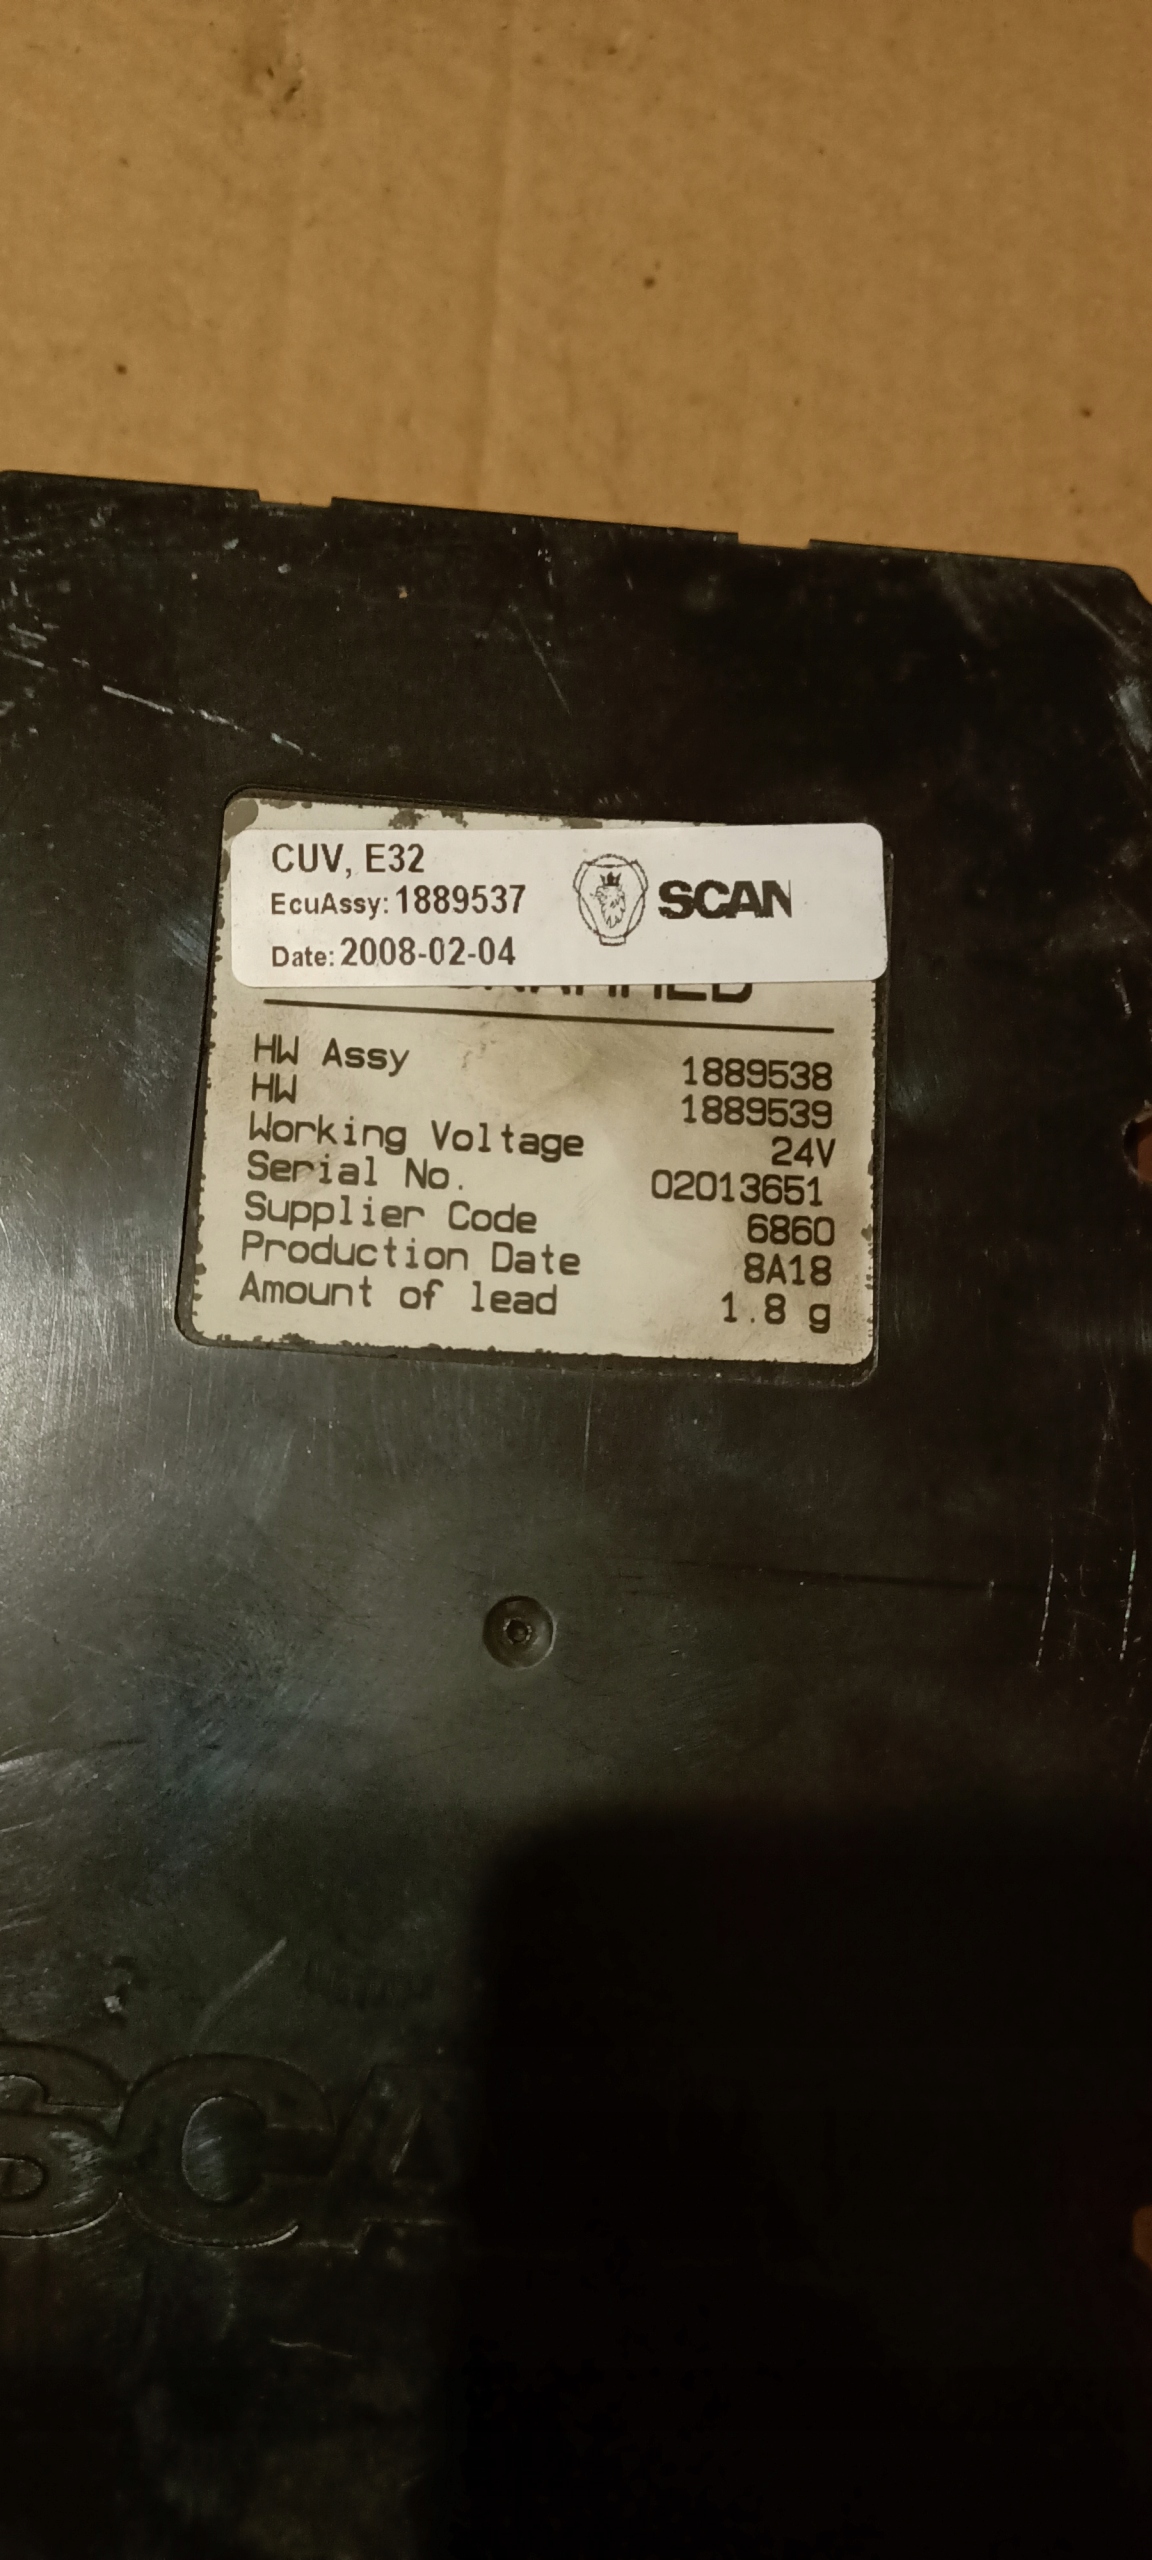 CUV, E32
EcuAssy: 1889537
SCAN
Date: 2008-02-04
HW Assy 1889538
HW 1889539
Working Voltage 24V
Serial No. 02013651
Supplier Code 6860
Production Date 8A18
Amount of lead 1.8 g
SCA